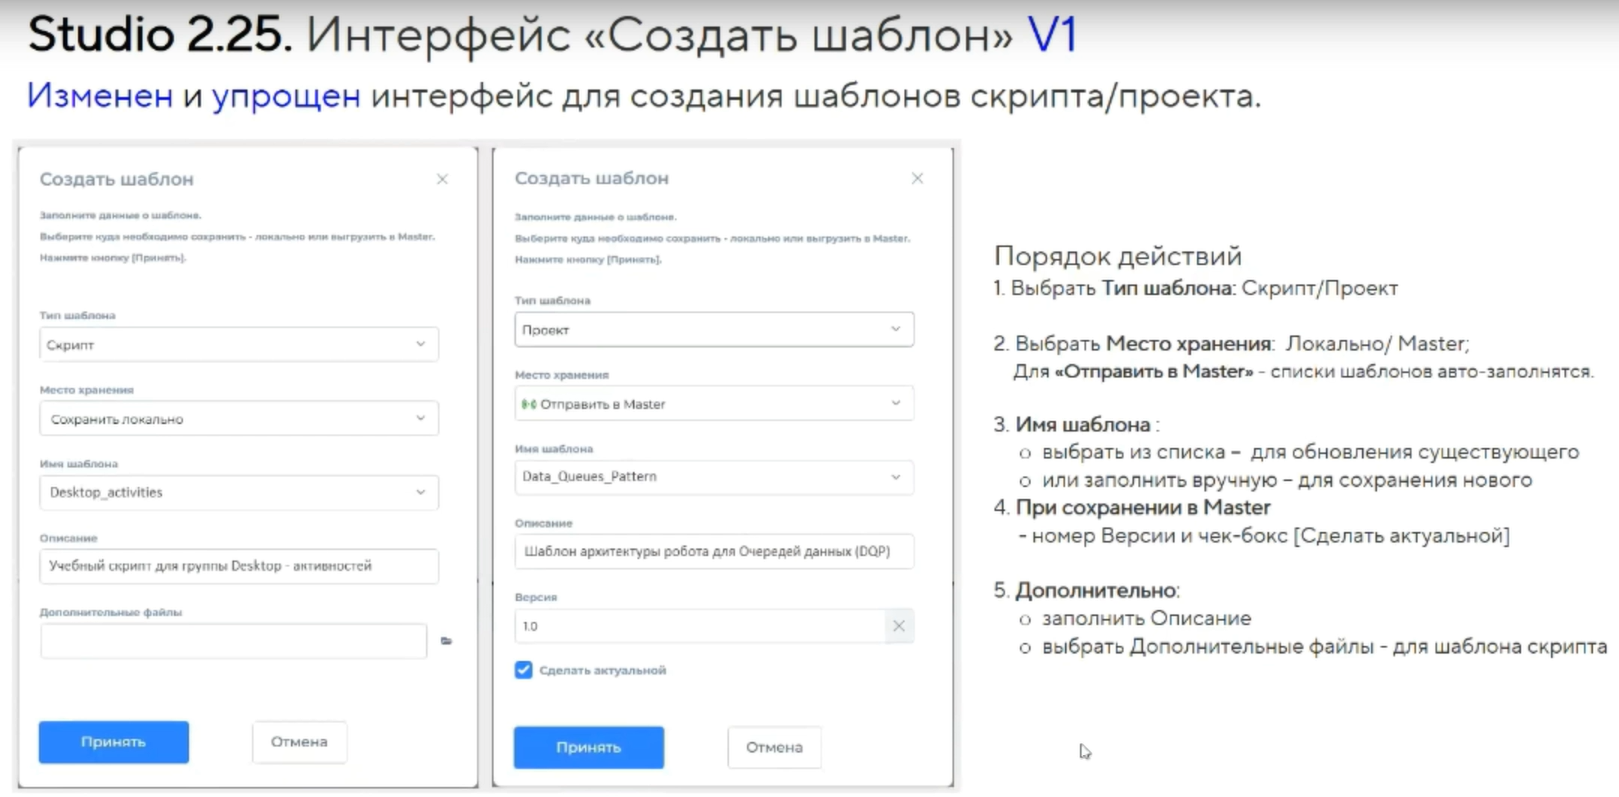 Studio 2.25. Интерфейс «Создать шаблон» V1
Изменен и упрощен интерфейс для создания шаблонов скрипта/проекта.
Создать шаблон
Заполните данные о шаблоне.
Выберите куда необходимо сохранить - локально или выгрузить в Master.
Нажмите кнопку [Принять].
Тип шаблона
Скрипт
Место хранения
Сохранить локально
Имя шаблона
Desktop_activities
Описание
Учебный скрипт для группы Desktop - активностей
Дополнительные файлы
Принять
Отмена
Создать шаблон
Заполните данные о шаблоне.
Выберите куда необходимо сохранить - локально или выгрузить в Master.
Нажмите кнопку [Принять].
Тип шаблона
Проект
Место хранения
Отправить в Master
Имя шаблона
Data_Queues_Pattern
Описание
Шаблон архитектуры робота для Очередей данных (DQP)
Версия
1.0
Сделать актуальной
Принять
Отмена
Порядок действий
1. Выбрать Тип шаблона: Скрипт/Проект
2. Выбрать Место хранения: Локально/ Master;
Для «Отправить в Master» - списки шаблонов авто-заполнятся.
3. Имя шаблона :
o выбрать из списка – для обновления существующего
o или заполнить вручную – для сохранения нового
4. При сохранении в Master
- номер Версии и чек-бокс [Сделать актуальной]
5. Дополнительно:
o заполнить Описание
o выбрать Дополнительные файлы - для шаблона скрипта